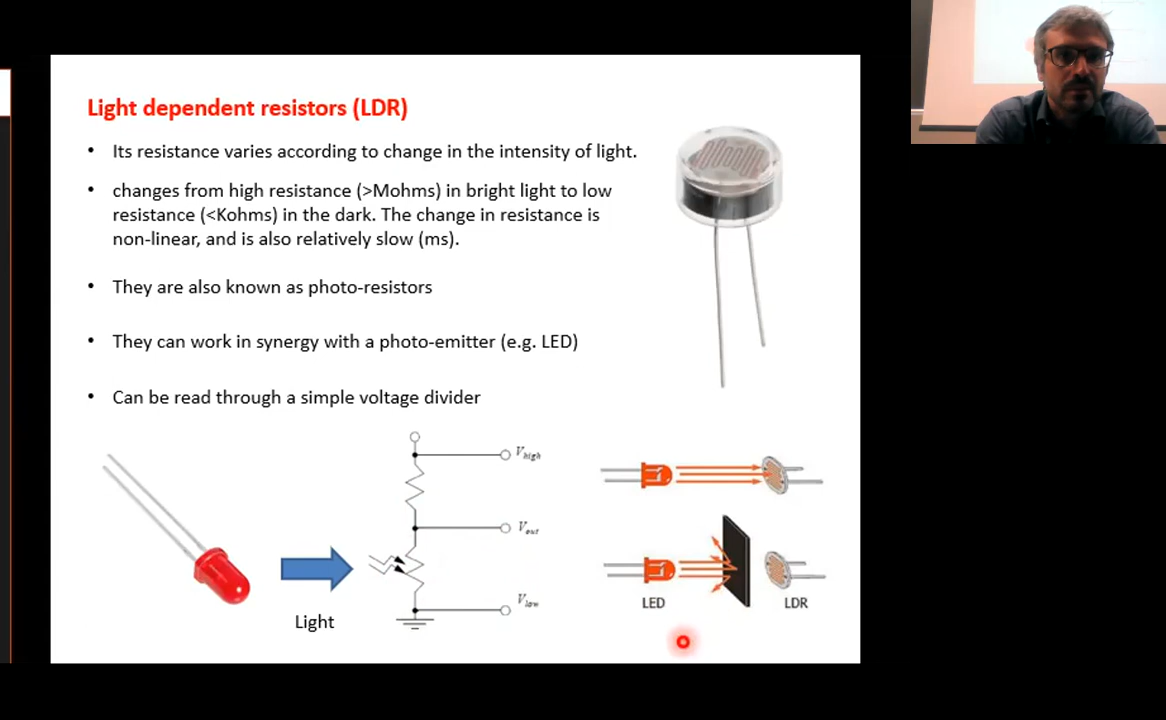 Light dependent resistors (LDR)
• Its resistance varies according to change in the intensity of light.
• changes from high resistance (>Mohms) in bright light to low
resistance (<Kohms) in the dark. The change in resistance is
non-linear, and is also relatively slow (ms).
• They are also known as photo-resistors
• They can work in synergy with a photo-emitter (e.g. LED)
• Can be read through a simple voltage divider
Vhigh
Vout
Vlow
Light
LED
LDR